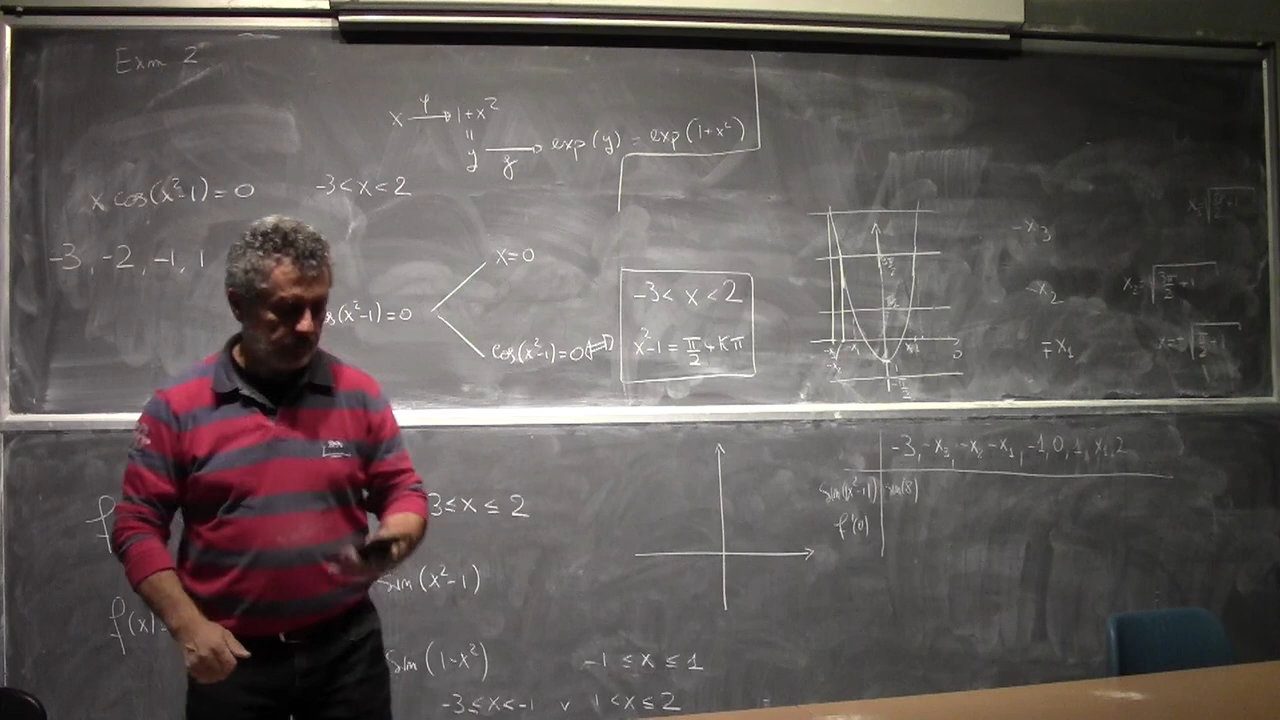 Exm 2
x →φ 1+x²
=
y →g exp(y) = exp(1+x²)
x cos(x²-1)=0 -3<x<2
-3, -2, -1, 1
x=0
(x²-1)=0
cos(x²-1)=0 ⇔
-3<x<2
x²-1=π/2+Kπ
-x₃
-x₂
∓x₁
-3, -x₃, -x₂ -x₁, -1, 0, 1, x₁, 2
sin(x²-1) sin(8)
f'(0)
f 3≤x≤2
sin(x²-1)
f(x)=
sin(1-x²) -1≤x≤1
-3≤x<-1 v 1<x≤2